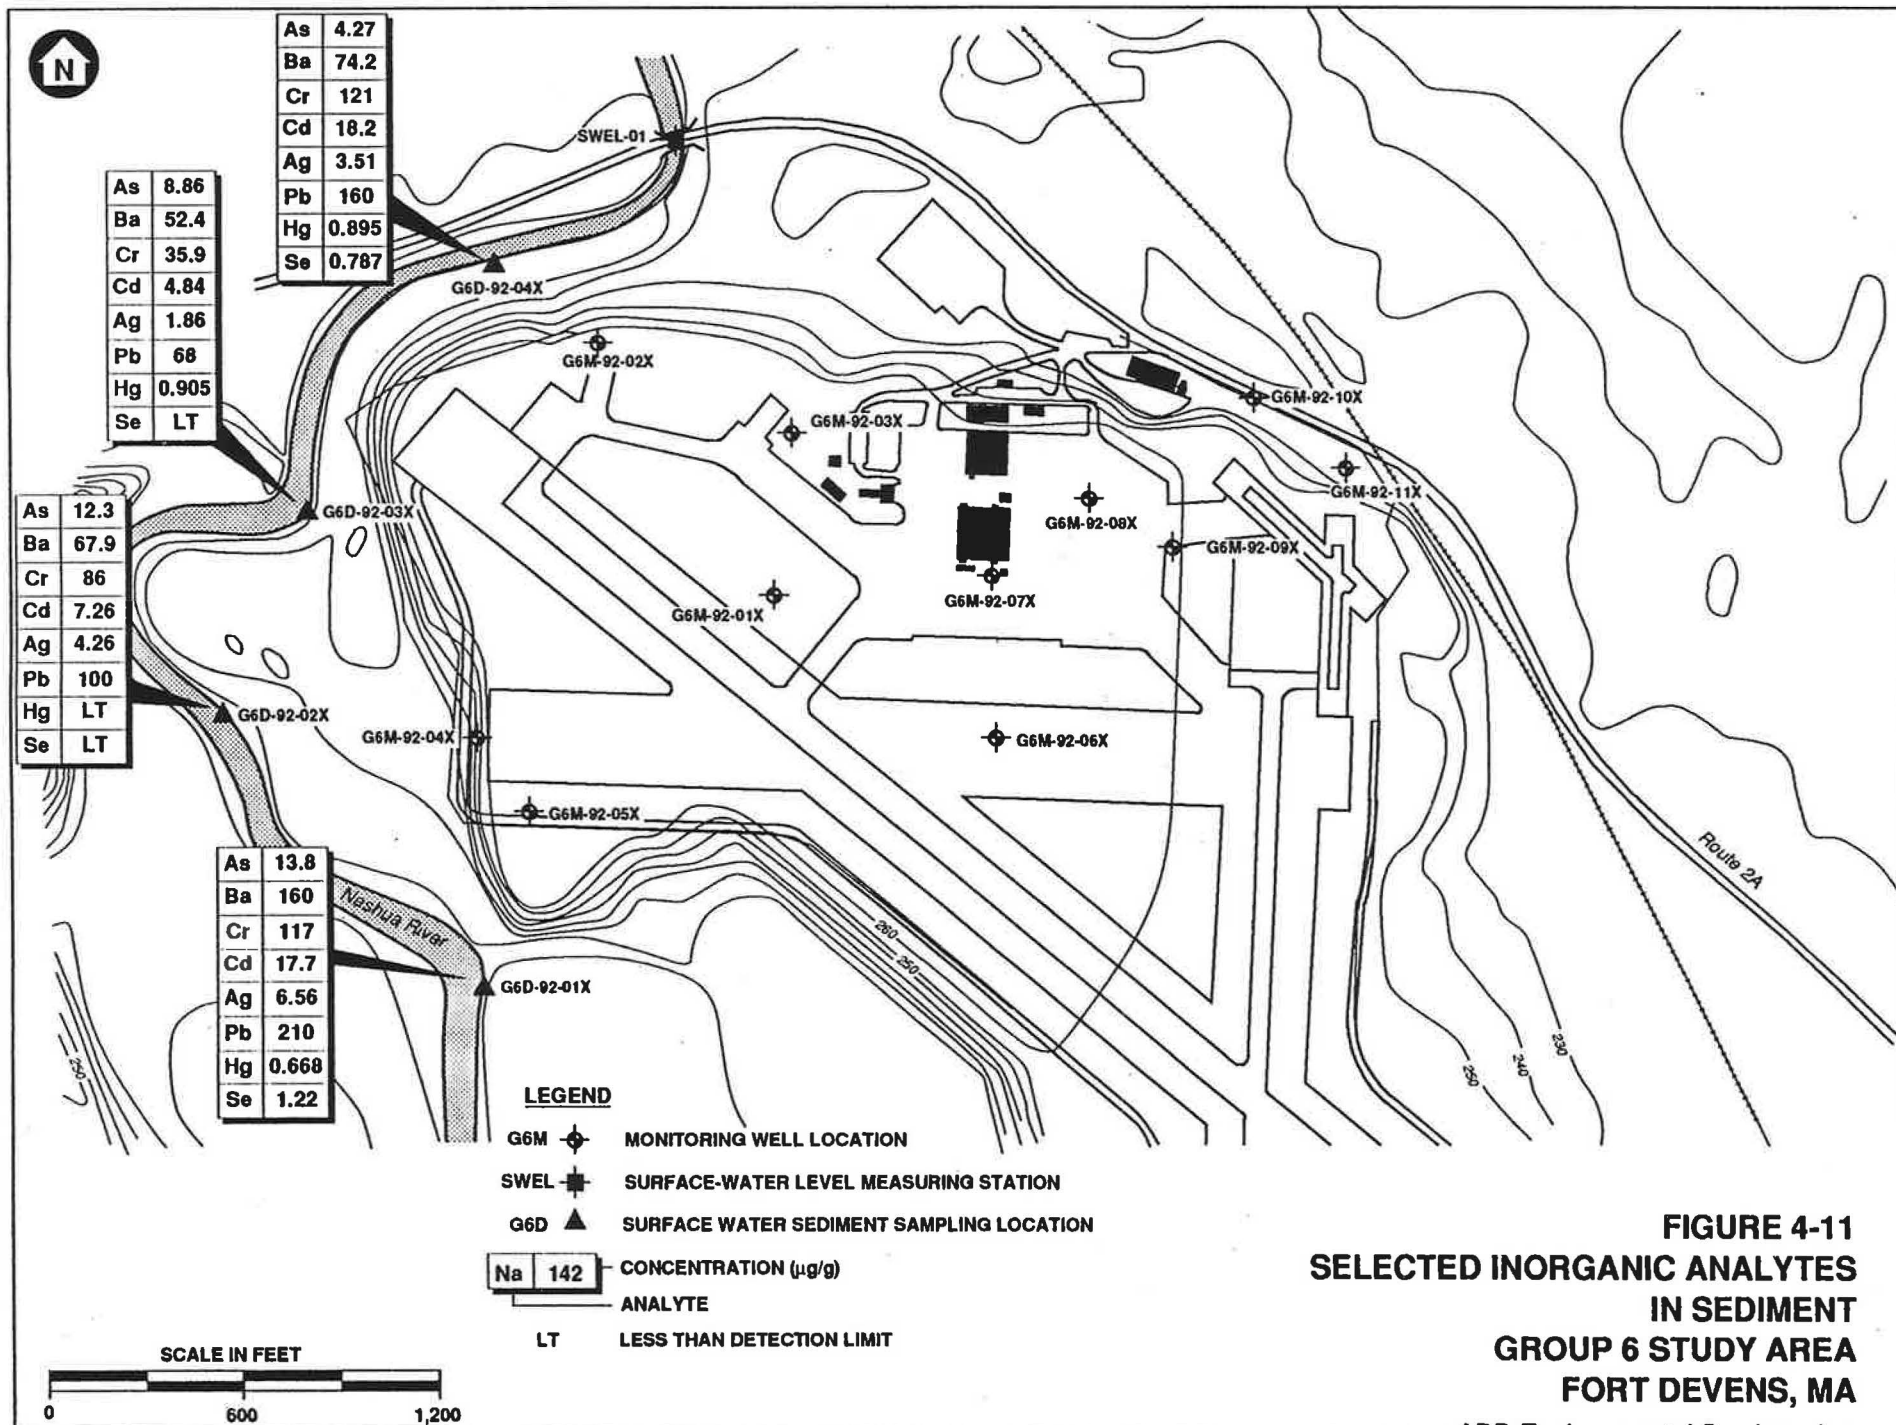 N
As 4.27
Ba 74.2
Cr 121
Cd 18.2
Ag 3.51
Pb 160
Hg 0.895
Se 0.787
SWEL-01
G6D-92-04X
As 8.86
Ba 52.4
Cr 35.9
Cd 4.84
Ag 1.86
Pb 68
Hg 0.905
Se LT
G6D-92-03X
As 12.3
Ba 67.9
Cr 86
Cd 7.26
Ag 4.26
Pb 100
Hg LT
Se LT
G6D-92-02X
As 13.8
Ba 160
Cr 117
Cd 17.7
Ag 6.56
Pb 210
Hg 0.668
Se 1.22
Nashua River
G6D-92-01X
G6M-92-02X
G6M-92-03X
G6M-92-10X
G6M-92-11X
G6M-92-08X
G6M-92-09X
G6M-92-07X
G6M-92-01X
G6M-92-04X
G6M-92-06X
G6M-92-05X
Route 2A
260
250
250
250
240
230
LEGEND
G6M MONITORING WELL LOCATION
SWEL SURFACE-WATER LEVEL MEASURING STATION
G6D SURFACE WATER SEDIMENT SAMPLING LOCATION
Na 142 CONCENTRATION (µg/g)
ANALYTE
LT LESS THAN DETECTION LIMIT
SCALE IN FEET
0 600 1,200
FIGURE 4-11
SELECTED INORGANIC ANALYTES
IN SEDIMENT
GROUP 6 STUDY AREA
FORT DEVENS, MA